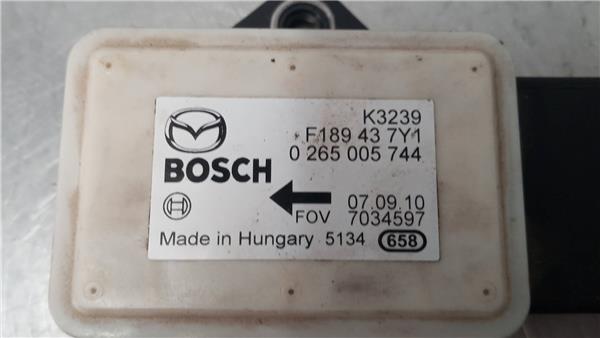 K3239
F189 43 7Y1
BOSCH 0 265 005 744
FOV 07.09.10
7034597
Made in Hungary 5134 658